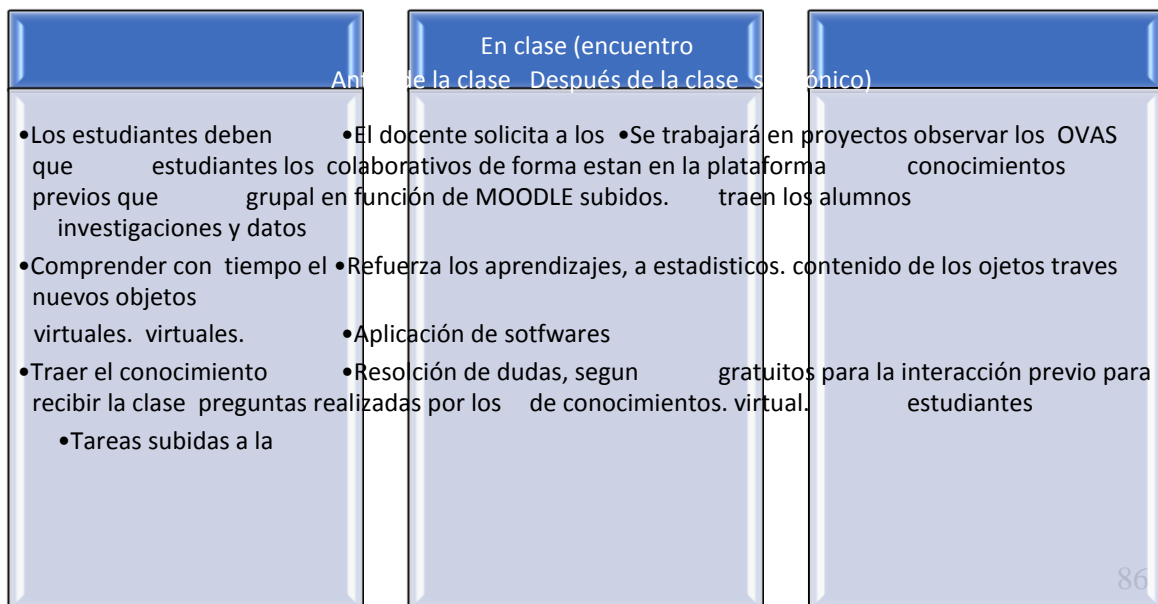 En clase (encuentro
Antes de la clase Después de la clase sincrónico)
•Los estudiantes deben •El docente solicita a los •Se trabajará en proyectos observar los OVAS
que estudiantes los colaborativos de forma estan en la plataforma conocimientos
previos que grupal en función de MOODLE subidos. traen los alumnos
investigaciones y datos
•Comprender con tiempo el •Refuerza los aprendizajes, a estadisticos. contenido de los ojetos traves
nuevos objetos
virtuales. virtuales. •Aplicación de sotfwares
•Traer el conocimiento •Resolción de dudas, segun gratuitos para la interacción previo para
recibir la clase preguntas realizadas por los de conocimientos. virtual. estudiantes
•Tareas subidas a la
86